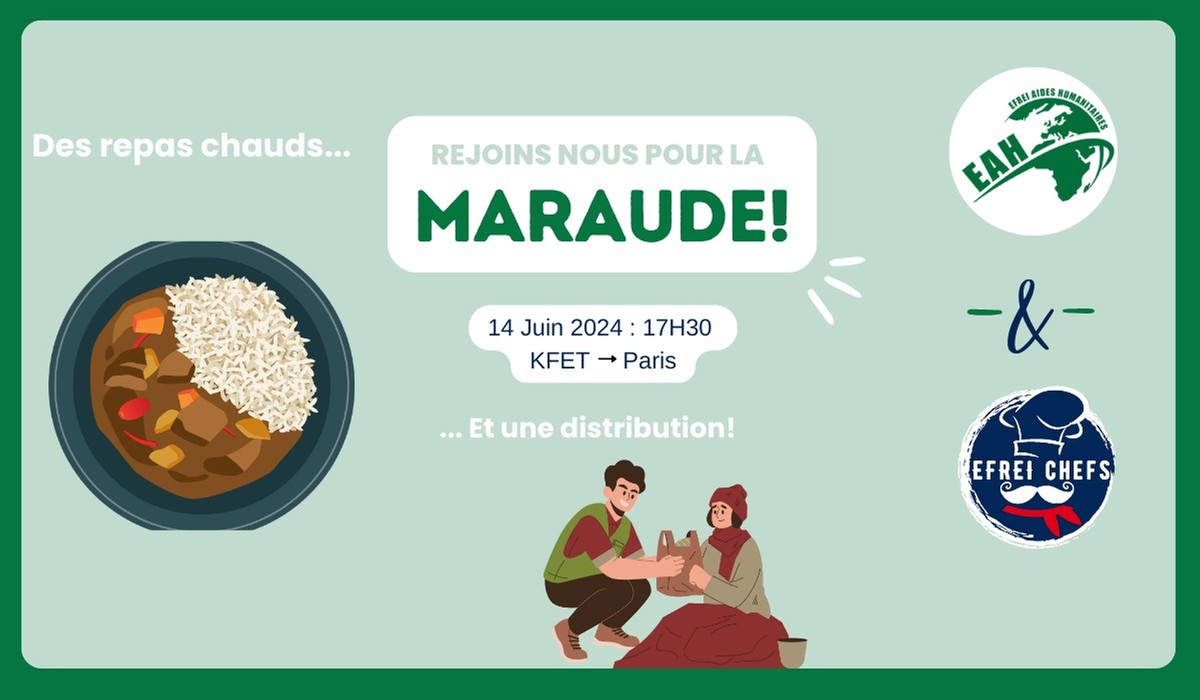 Des repas chauds...
REJOINS NOUS POUR LA
MARAUDE!
14 Juin 2024 : 17H30
KFET → Paris
... Et une distribution!
EFREI AIDES HUMANITAIRES
EAH
&
EFREI CHEFS